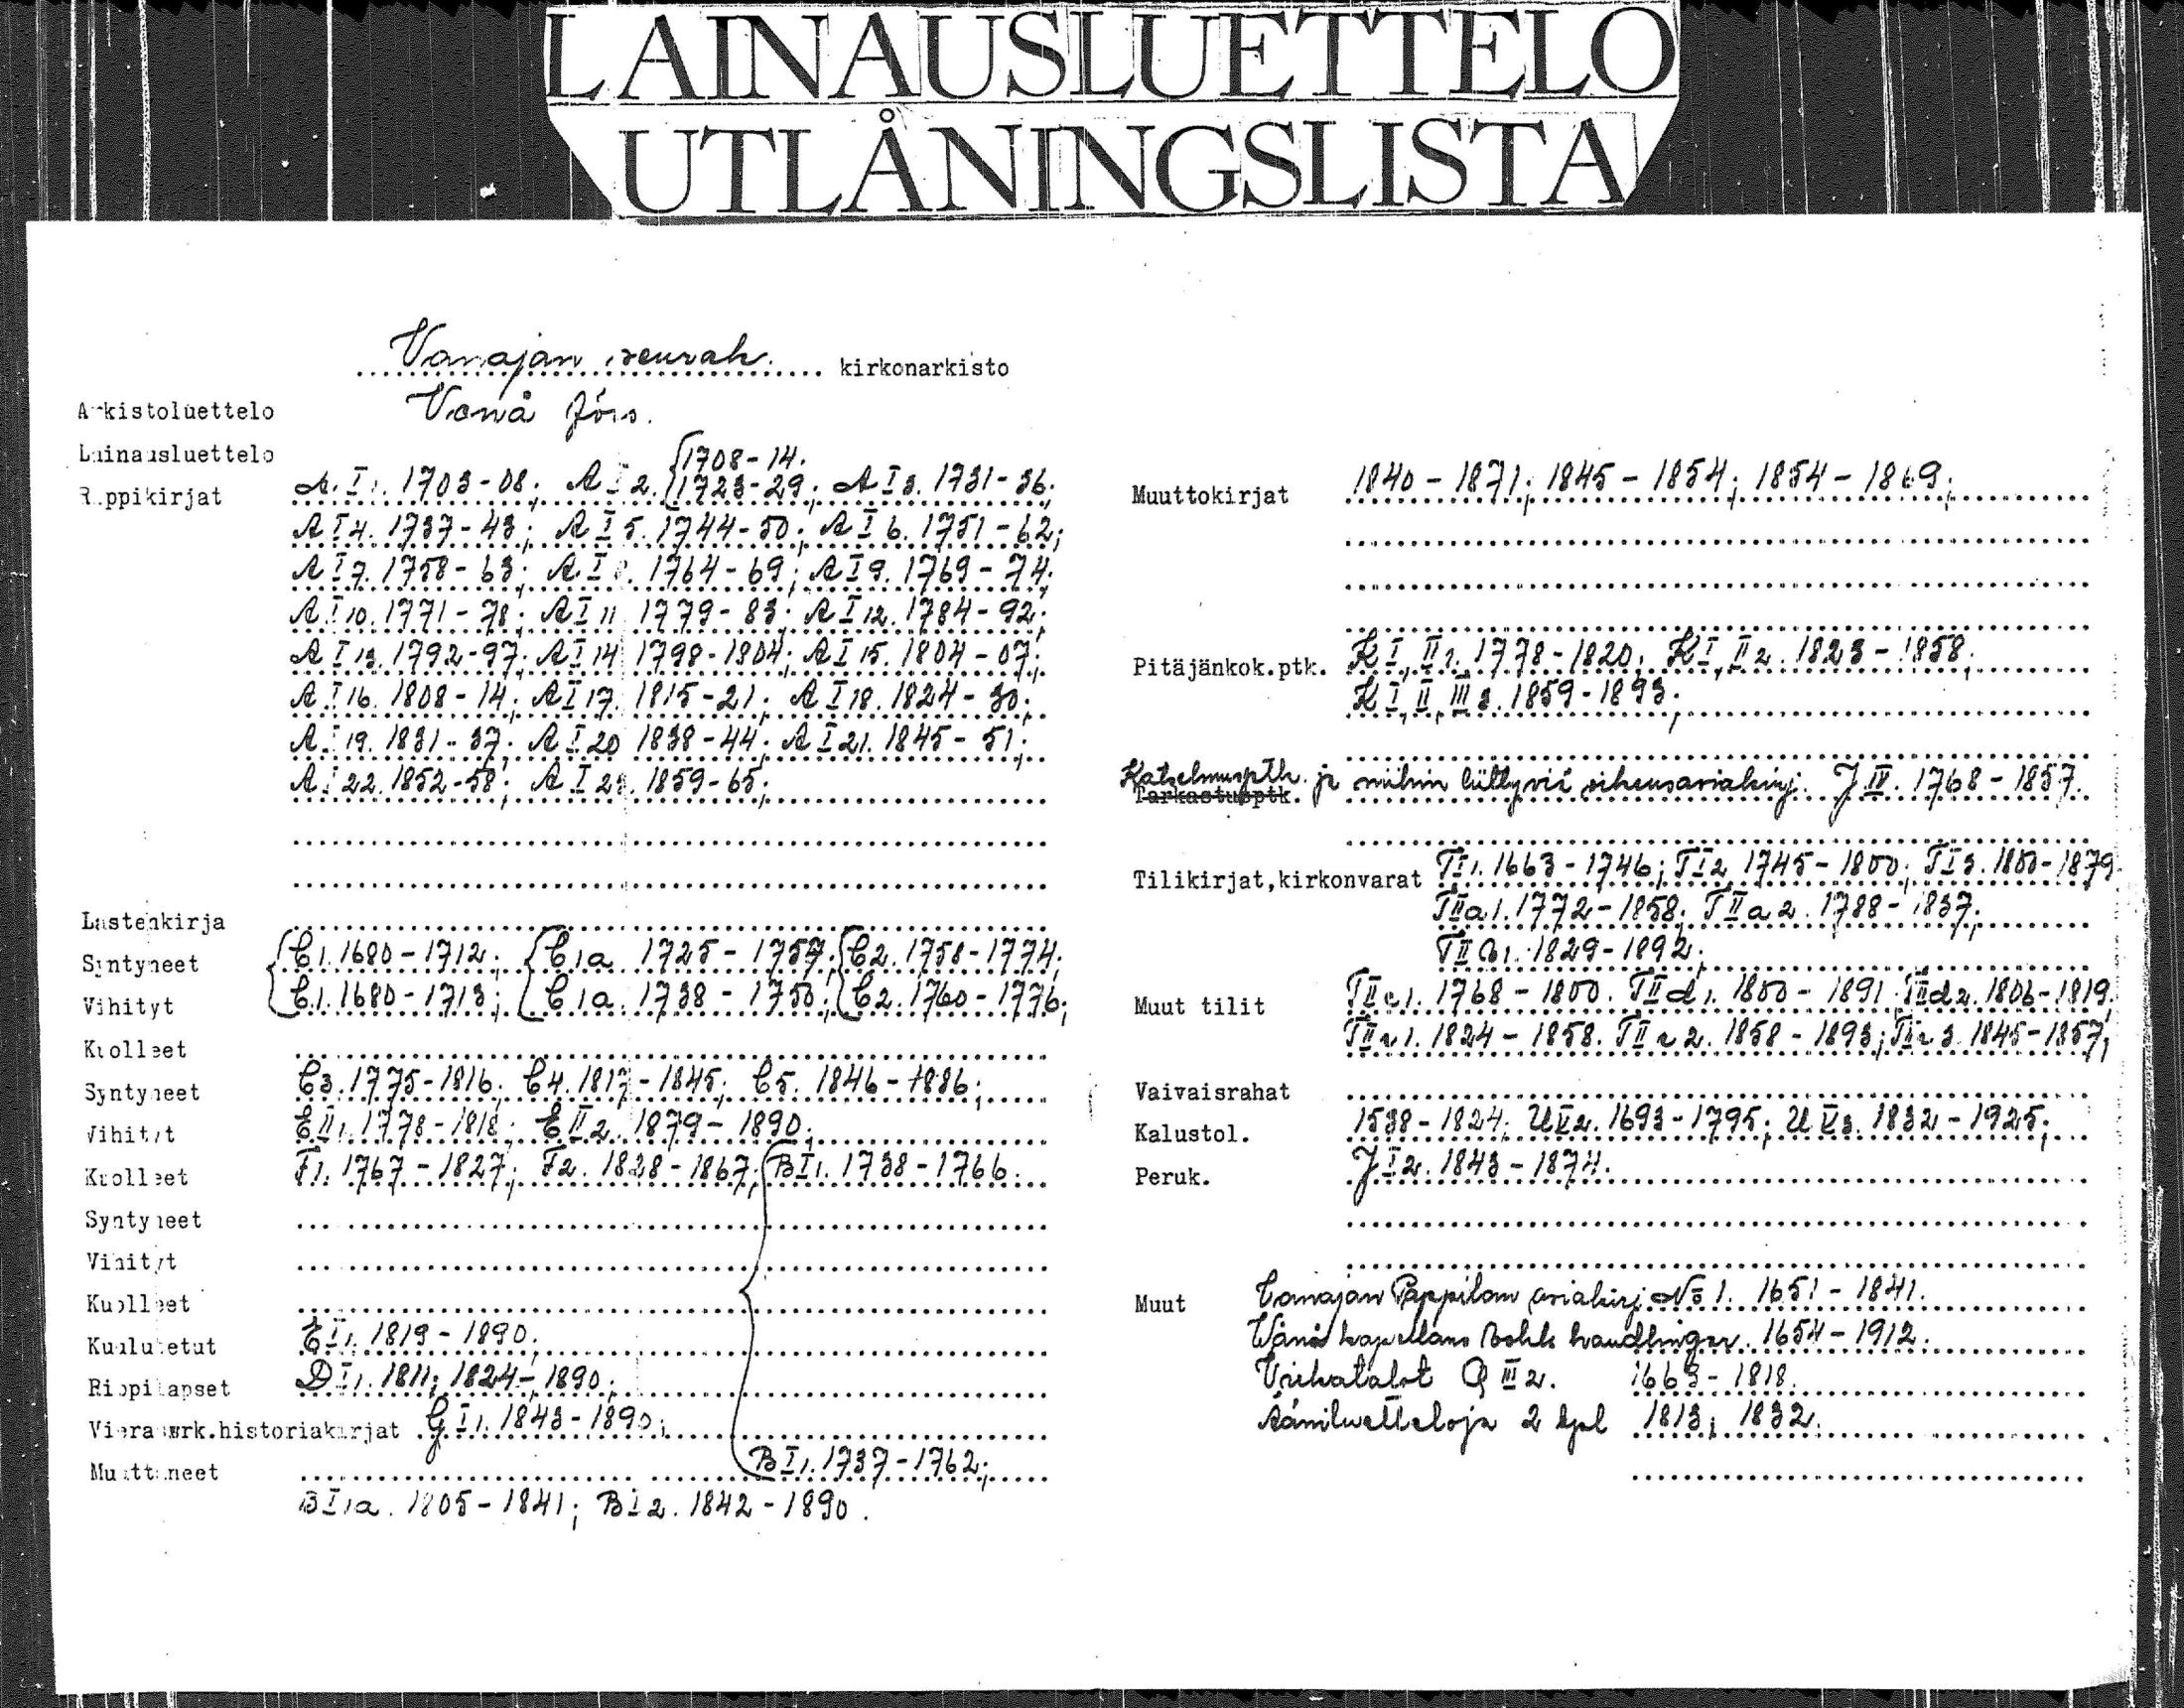 LAINAUSLUETTELO
UTLÅNINGSLISTA
Vanajan seurak. kirkonarkisto
Arkistoluettelo Vanå förs.
Lainausluettelo
Rippikirjat A I 1. 1703-08; A I 2. {1708-14. 1723-29; A I 3. 1731-36;
A I 4. 1737-43; A I 5. 1744-50; A I 6. 1751-62;
A I 7. 1758-63; A I 8. 1764-69; A I 9. 1769-74;
A I 10. 1771-78; A I 11 1779-83; A I 12. 1784-92;
A I 13. 1792-97; A I 14 1798-1804; A I 15. 1804-07;
A I 16. 1808-14; A I 17. 1815-21; A I 18. 1824-30;
A I 19. 1831-37; A I 20 1838-44; A I 21. 1845-51;
A I 22. 1852-58; A I 23. 1859-65;
Lastenkirja
Syntyneet {C 1. 1680-1712; {C 1a. 1725-1757; {C 2. 1758-1774;
Vihityt C. 1. 1680-1713; C 1a. 1738-1750; C 2. 1760-1776;
Kuolleet
Syntyneet C 3. 1775-1816; C 4. 1817-1845; C 5. 1846-1886;
Vihityt E II 1. 1778-1818; E II 2. 1879-1890;
Kuolleet F 1. 1767-1827; F 2. 1828-1867; {B I 1. 1738-1766.
Syntyneet
Vihityt
Kuolleet
Kuulutetut E I 1. 1819-1890.
Rippilapset D I 1. 1811; 1824-1890;
Vierassrk.historiakirjat G I 1. 1843-1890;
Muuttaneet B I 1. 1737-1762;
B I 1a. 1805-1841; B I 2. 1842-1890.
Muuttokirjat 1840-1871; 1845-1854; 1854-1869;
Pitäjänkok.ptk. K I, II 1. 1778-1820; K I, II 2. 1823-1858;
K I, II, III 3. 1859-1893;
Katselmusptk. ja niihin liittyviä oikeusasiakirj. J IV. 1768-1857.
Tarkastusptk.
Tilikirjat,kirkonvarat T I 1. 1663-1746; T I 2 1745-1800; T I 3. 1800-1879.
T II a 1. 1772-1858; T II a 2. 1788-1837;
T II b 1. 1829-1892;
Muut tilit T II c 1. 1768-1800. T II d 1. 1800-1891. T II d 2. 1806-1819.
T II e 1. 1824-1858. T II e 2. 1858-1893; T II e 3. 1845-1857;
Vaivaisrahat
Kalustol. 1538-1824; U V 2. 1693-1795; U V 3. 1832-1925;
Peruk. J I 2. 1843-1874.
Muut Vanajan Pappilan asiakirj. No 1. 1651-1841.
Wånå kapellans bohls handlingar. 1654-1912.
Virkatalot Q III 2. 1663-1818.
Ääniluetteloja 2 kpl 1813; 1832.